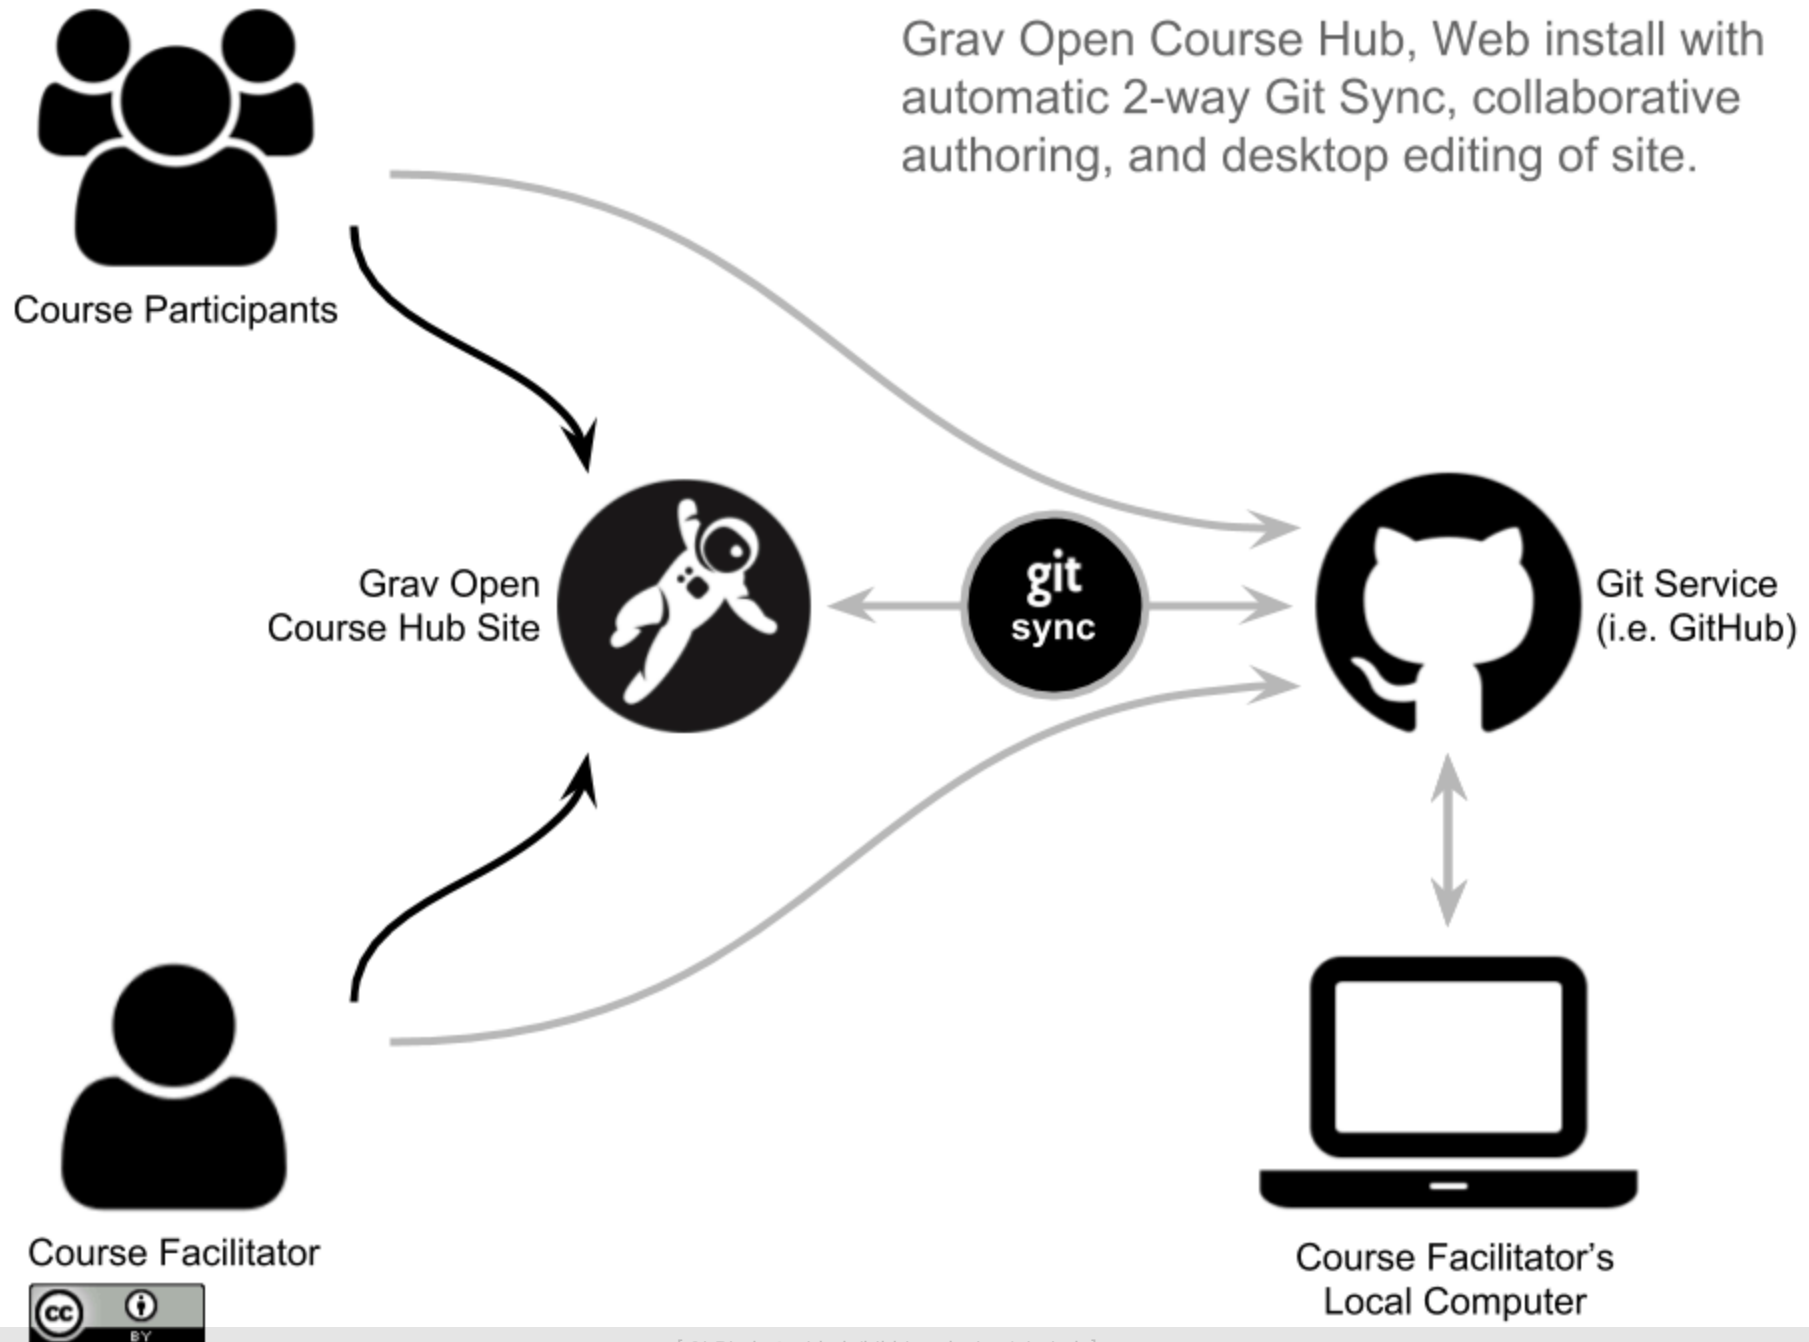 Grav Open Course Hub, Web install with
automatic 2-way Git Sync, collaborative
authoring, and desktop editing of site.
Course Participants
Grav Open
Course Hub Site
git
sync
Git Service
(i.e. GitHub)
Course Facilitator
Course Facilitator’s
Local Computer
cc
BY